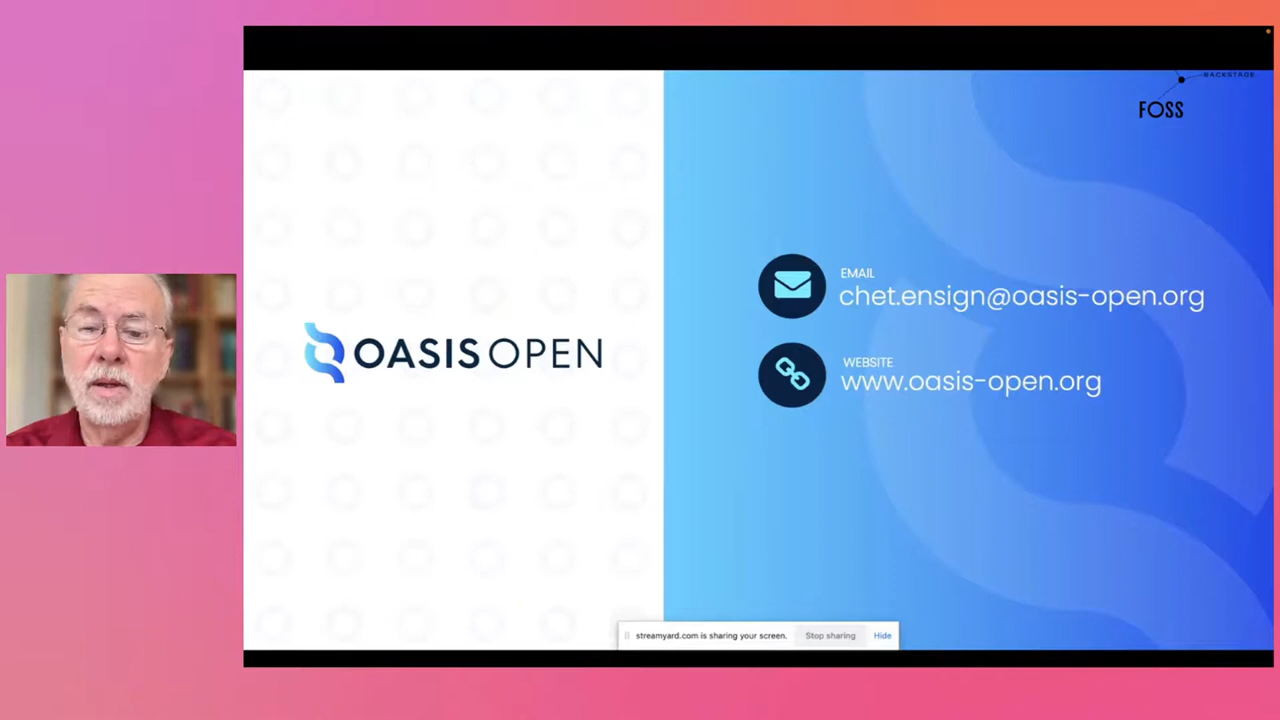 BACKSTAGE
FOSS
OASIS OPEN
EMAIL
chet.ensign@oasis-open.org
WEBSITE
www.oasis-open.org
streamyard.com is sharing your screen.
Stop sharing
Hide